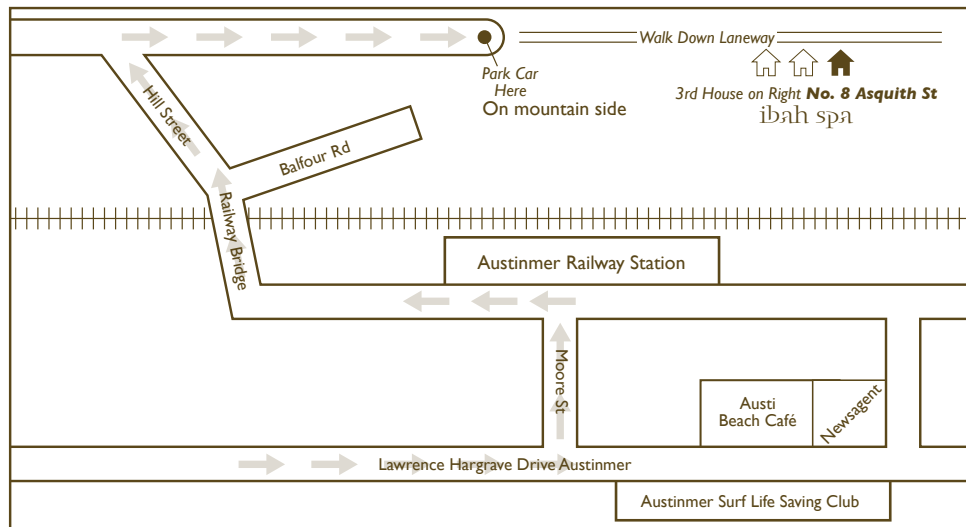 Walk Down Laneway
Park Car
Here
On mountain side
3rd House on Right No. 8 Asquith St
ibah spa
Hill Street
Balfour Rd
Railway Bridge
Austinmer Railway Station
Moore St
Austi
Beach Café
Newsagent
Lawrence Hargrave Drive Austinmer
Austinmer Surf Life Saving Club